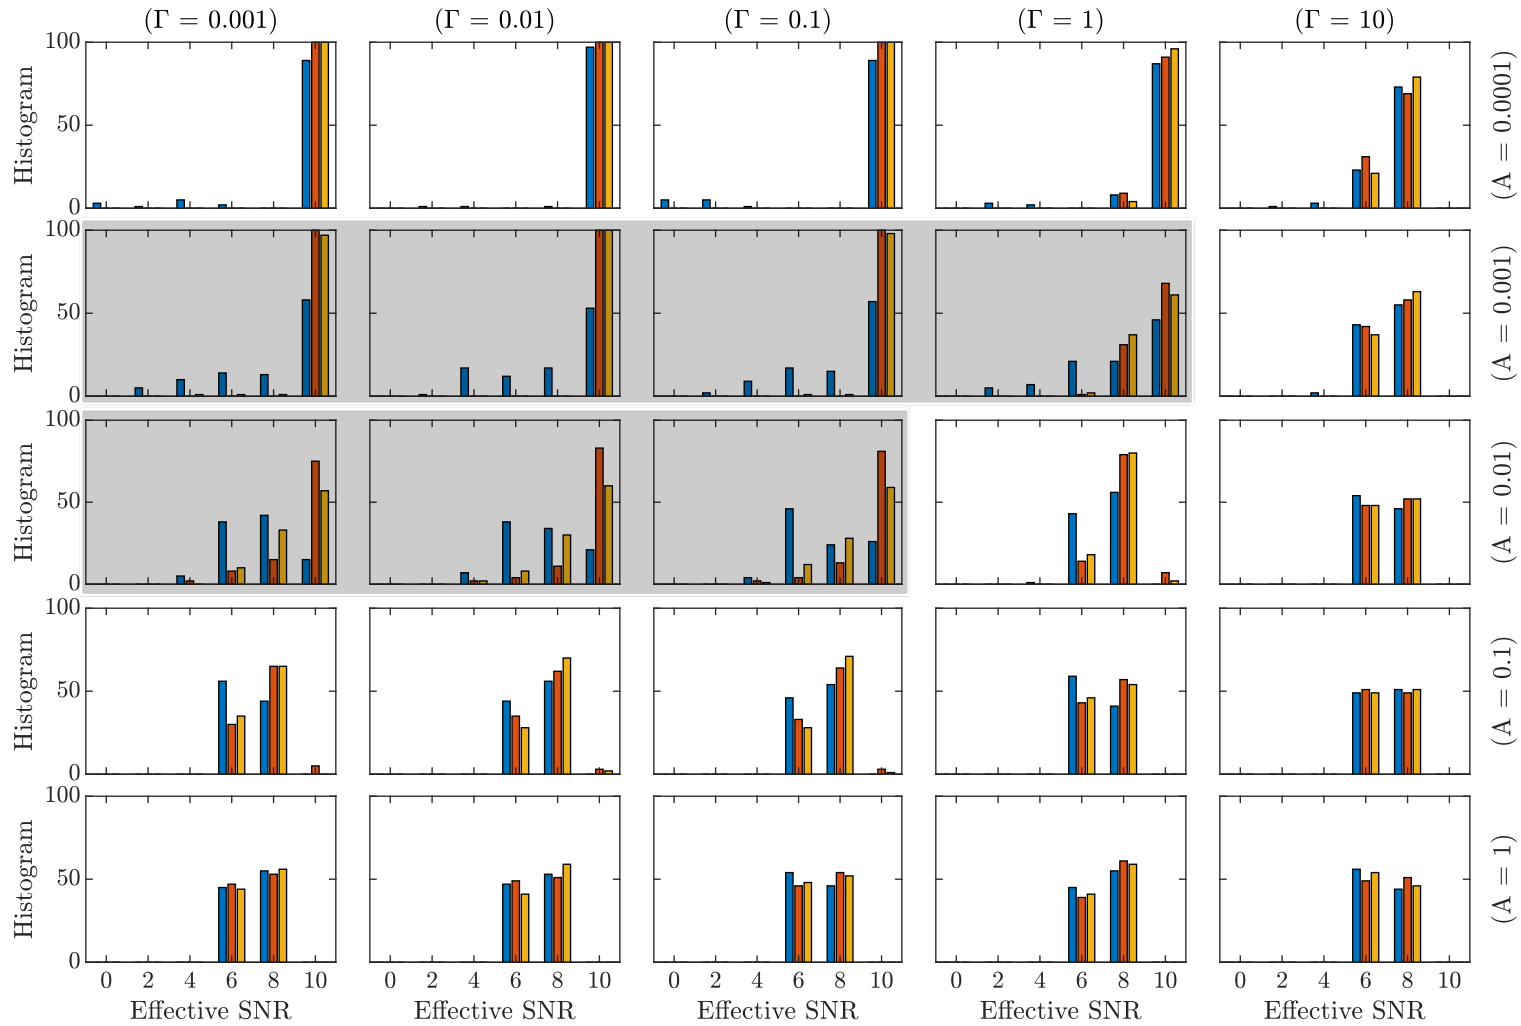 (Γ = 0.001) (Γ = 0.01) (Γ = 0.1) (Γ = 1) (Γ = 10)
100
50
0
Histogram
(A = 0.0001)
100
50
0
Histogram
(A = 0.001)
100
50
0
Histogram
(A = 0.01)
100
50
0
Histogram
(A = 0.1)
100
50
0
Histogram
(A = 1)
0 2 4 6 8 10 0 2 4 6 8 10 0 2 4 6 8 10 0 2 4 6 8 10 0 2 4 6 8 10
Effective SNR Effective SNR Effective SNR Effective SNR Effective SNR